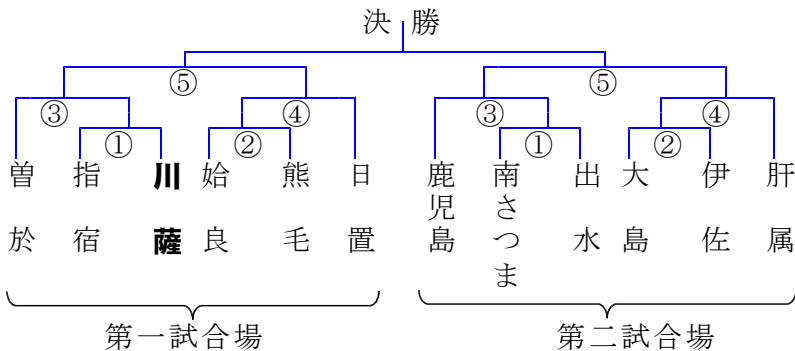 決勝
⑤ ⑤
③ ④ ③ ④
① ② ① ②
曽於 指宿 川薩 姶良 熊毛 日置 鹿児島 南さつま 出水 大島 伊佐 肝属
第一試合場 第二試合場